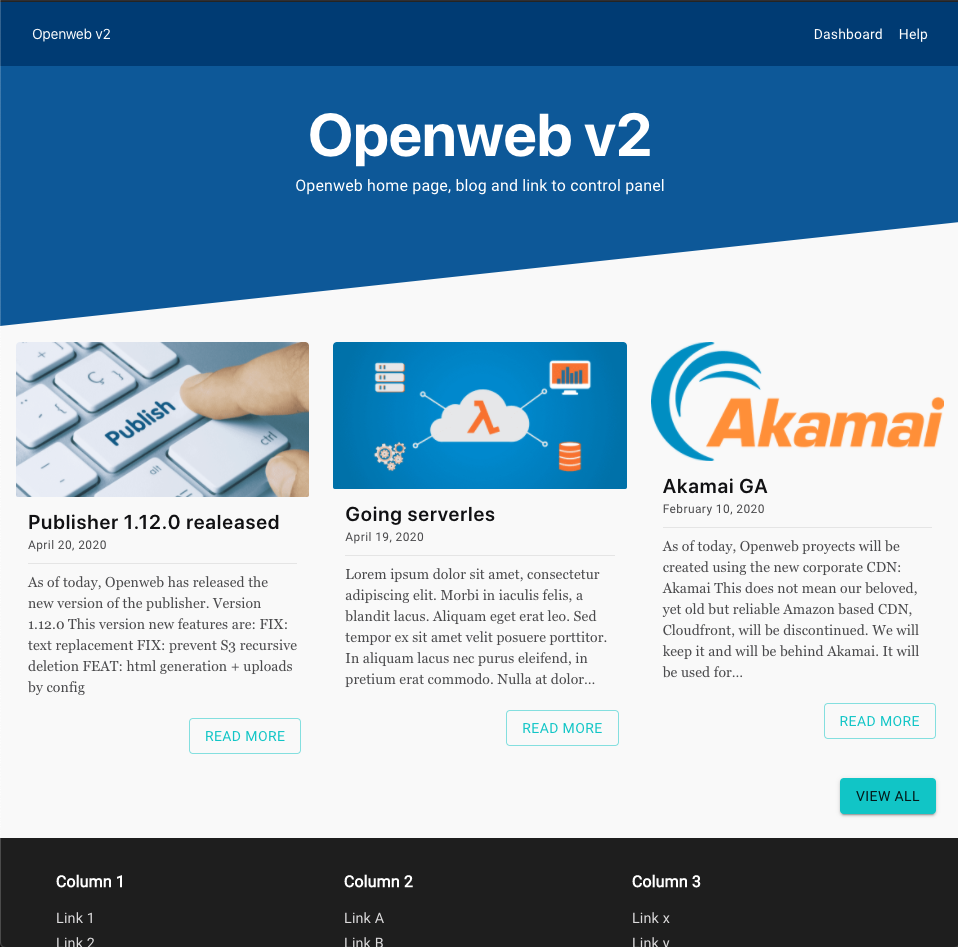 Openweb v2
Dashboard Help
Openweb v2
Openweb home page, blog and link to control panel
Publish
ctrl
alt
Ç
λ
Akamai
Publisher 1.12.0 realeased
April 20, 2020
As of today, Openweb has released the
new version of the publisher. Version
1.12.0 This version new features are: FIX:
text replacement FIX: prevent S3 recursive
deletion FEAT: html generation + uploads
by config
READ MORE
Going serverles
April 19, 2020
Lorem ipsum dolor sit amet, consectetur
adipiscing elit. Morbi in iaculis felis, a
blandit lacus. Aliquam eget erat leo. Sed
tempor ex sit amet velit posuere porttitor.
In aliquam lacus nec purus eleifend, in
pretium erat commodo. Nulla at dolor...
READ MORE
Akamai GA
February 10, 2020
As of today, Openweb proyects will be
created using the new corporate CDN:
Akamai This does not mean our beloved,
yet old but reliable Amazon based CDN,
Cloudfront, will be discontinued. We will
keep it and will be behind Akamai. It will
be used for...
READ MORE
VIEW ALL
Column 1
Link 1
Link 2
Column 2
Link A
Link B
Column 3
Link x
Link y